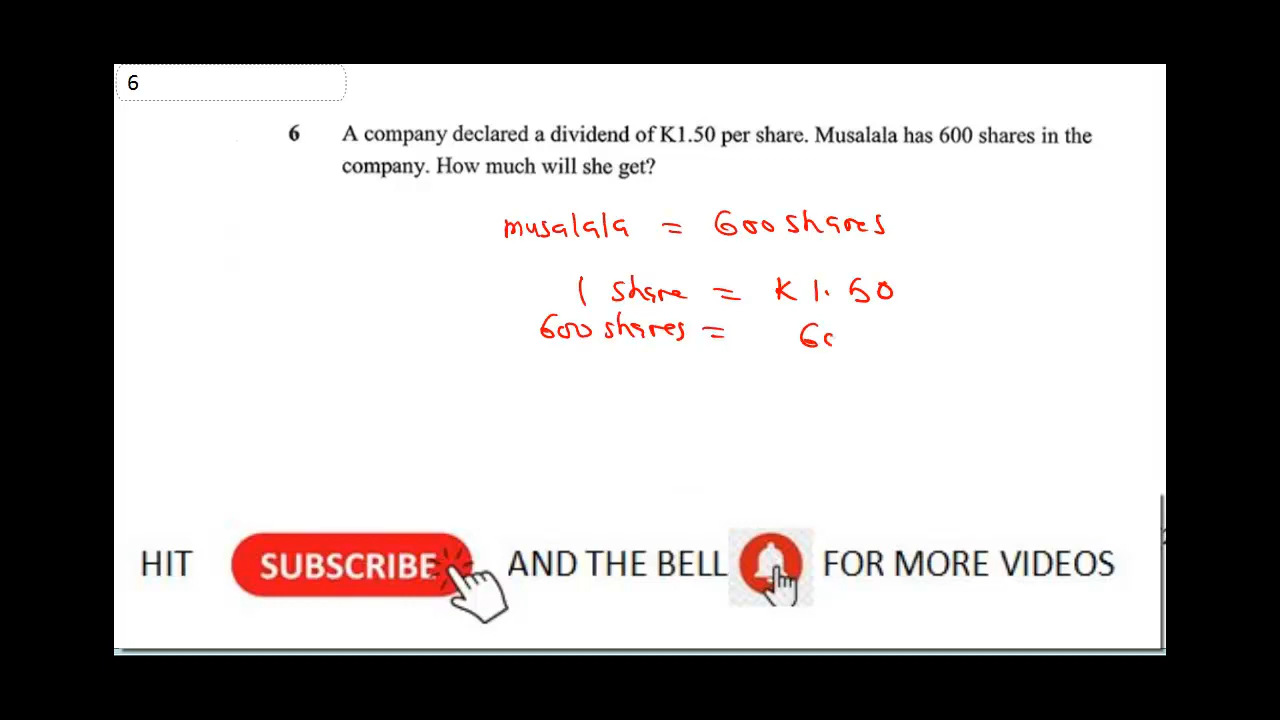 6
6 A company declared a dividend of K1.50 per share. Musalala has 600 shares in the
company. How much will she get?
musalala = 600 shares
1 share = K 1.50
600 shares = 60
HIT SUBSCRIBE AND THE BELL FOR MORE VIDEOS